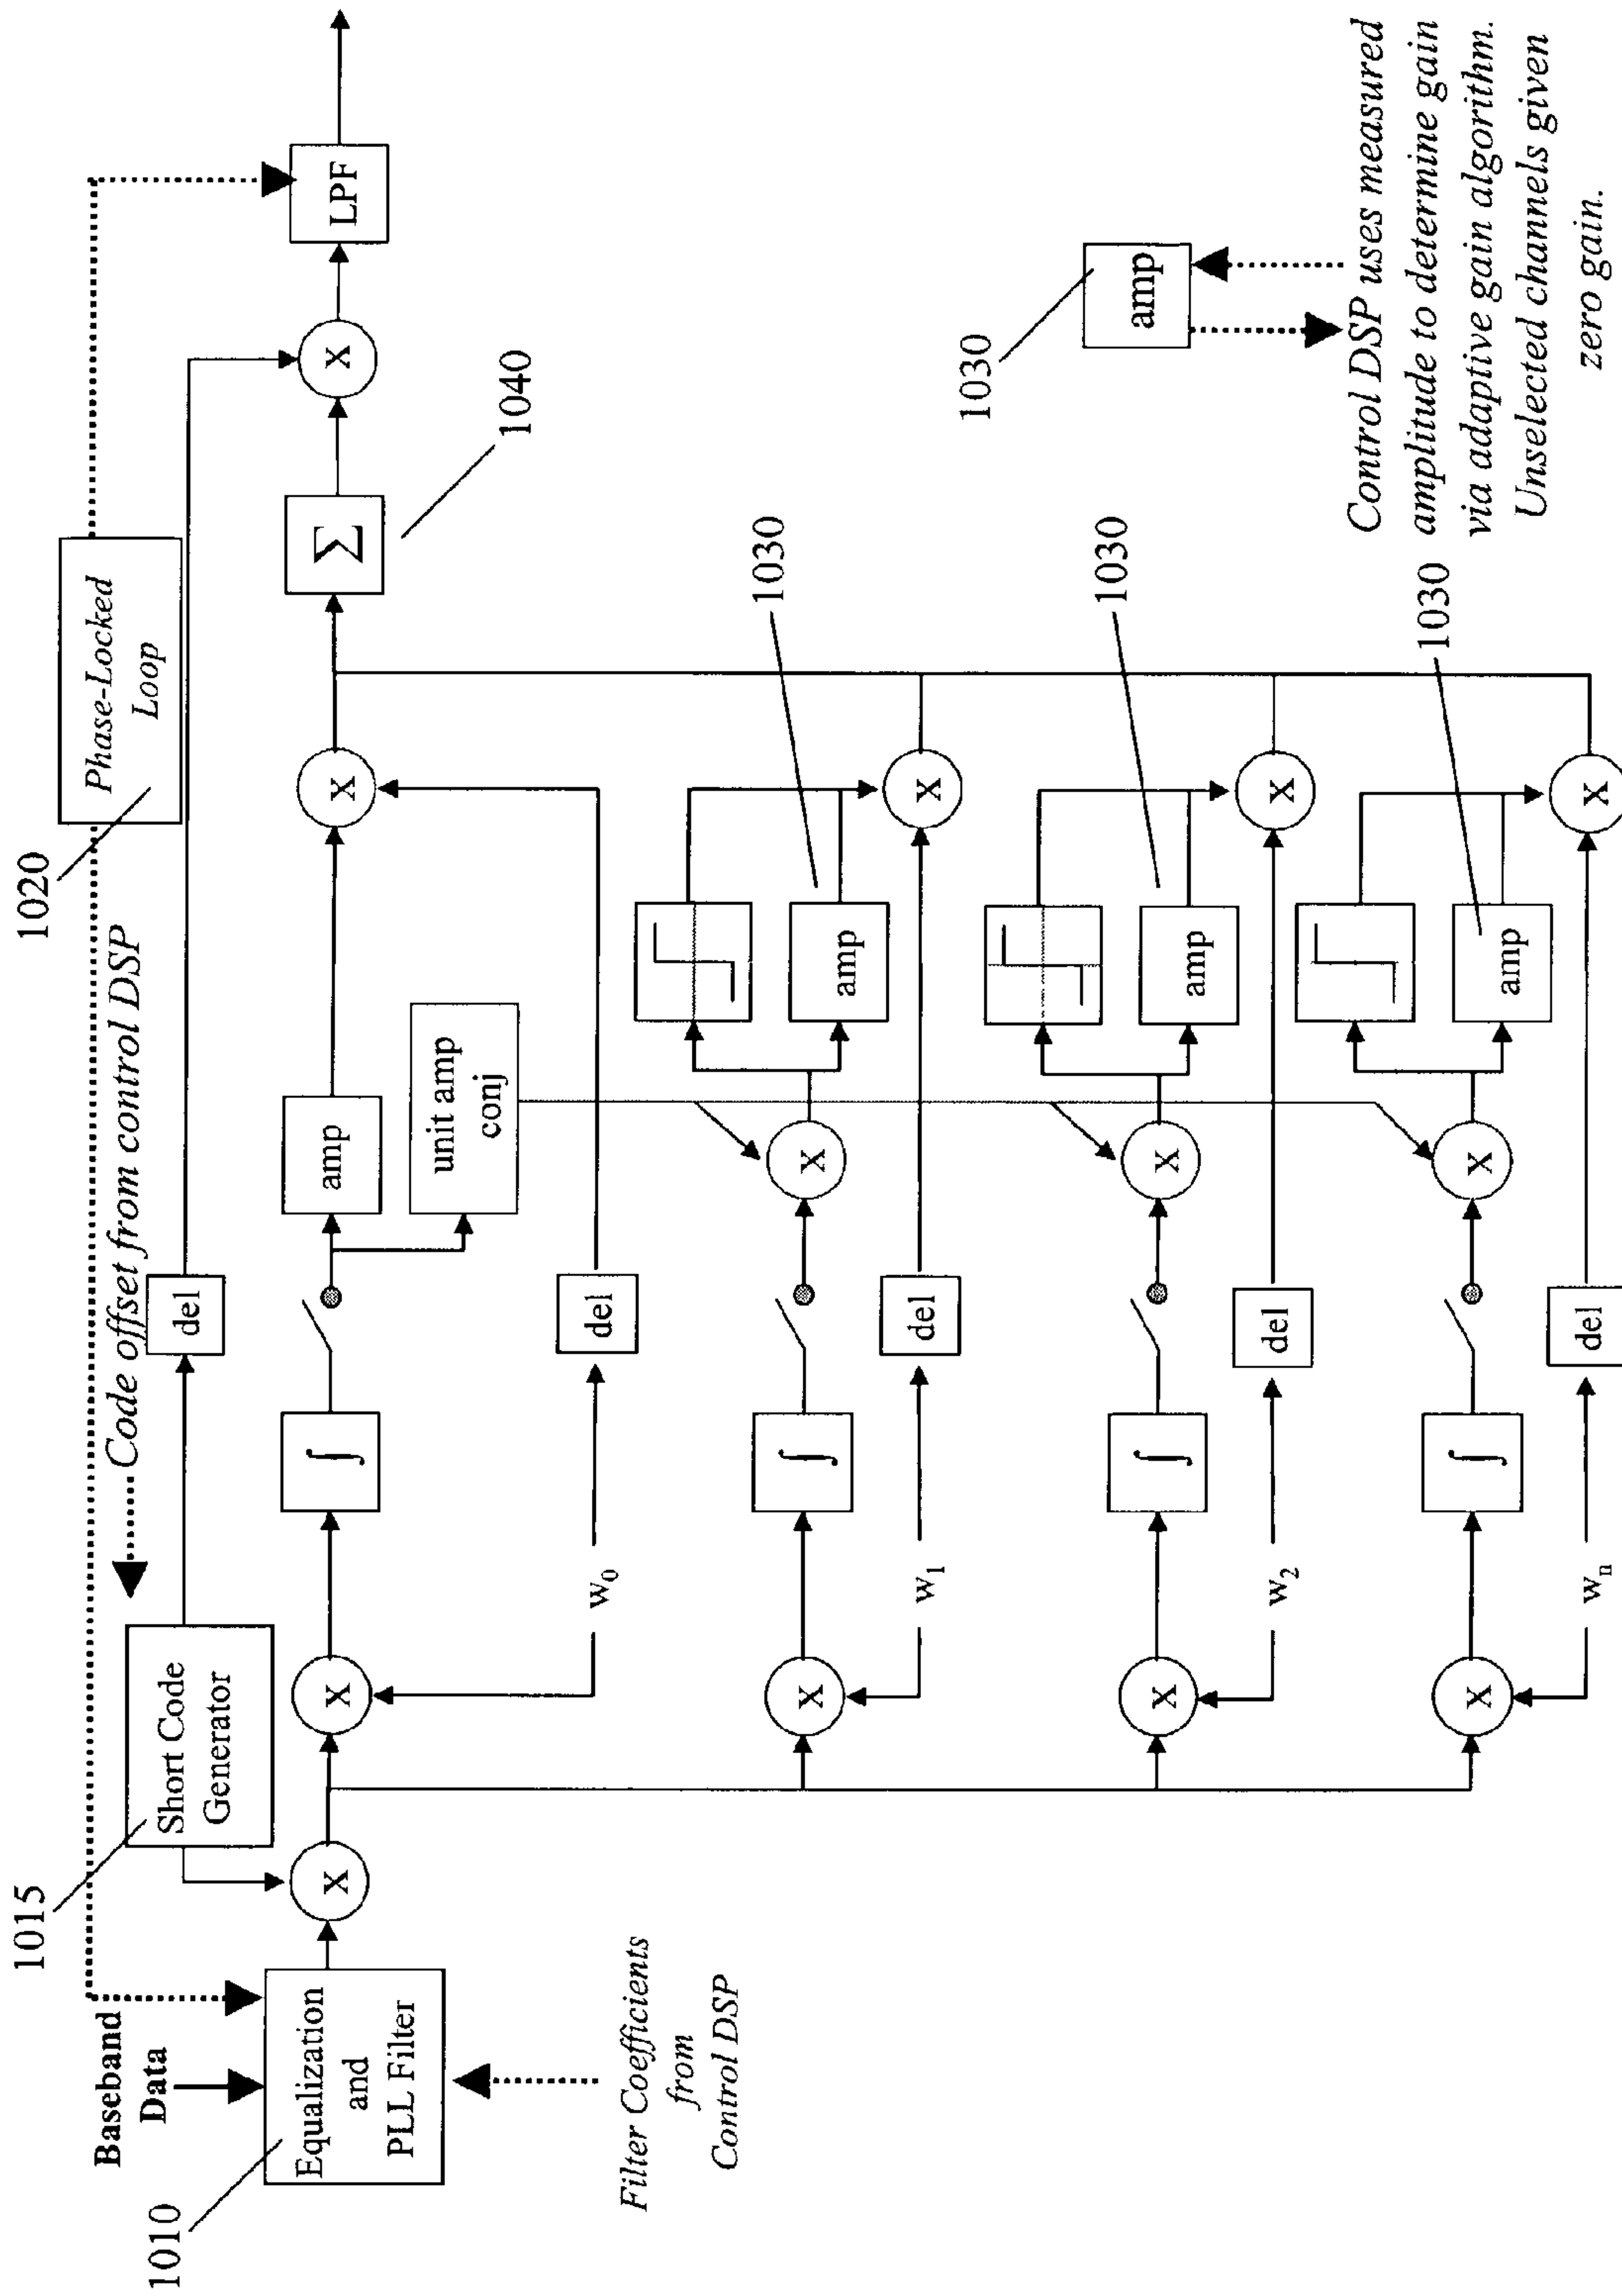 1020
Phase-Locked
Loop
1015
Code offset from control DSP
Baseband
Data
Short Code
Generator
del
1010
Equalization
and
PLL Filter
X
X
∫
amp
X
Σ
X
LPF
1040
unit amp
conj
w0
del
Filter Coefficients
from
Control DSP
1030
X
∫
X
amp
w1
del
X
1030
amp
1030
X
∫
X
amp
w2
del
X
1030
X
∫
X
amp
wn
del
X
Control DSP uses measured
amplitude to determine gain
via adaptive gain algorithm.
Unselected channels given
zero gain.